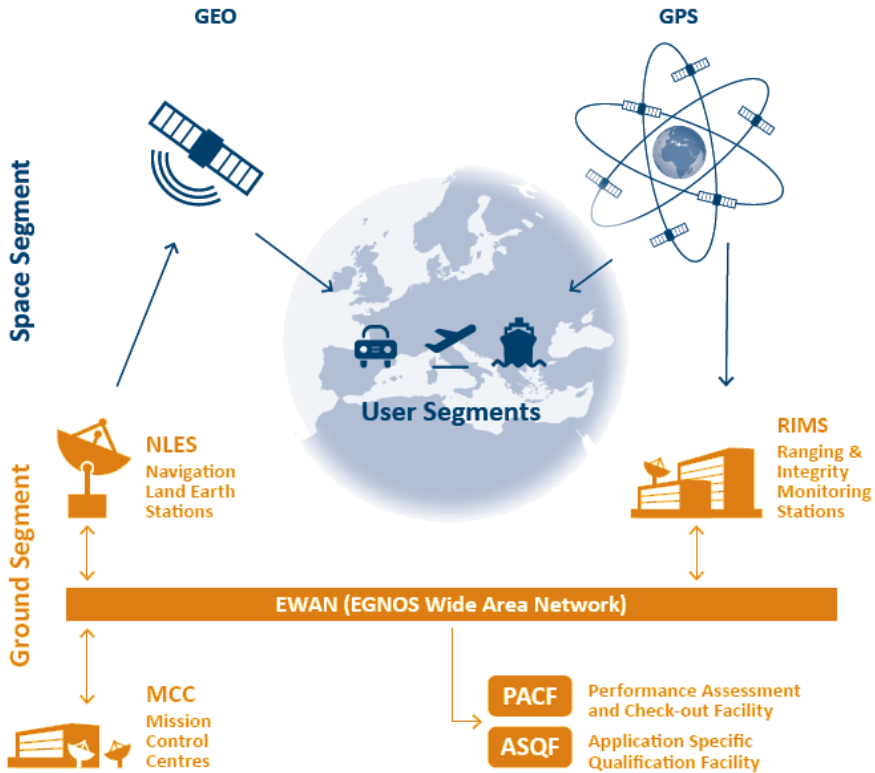 GEO
GPS
Space Segment
User Segments
NLES
Navigation
Land Earth
Stations
RIMS
Ranging &
Integrity
Monitoring
Stations
Ground Segment
EWAN (EGNOS Wide Area Network)
MCC
Mission
Control
Centres
PACF
Performance Assessment
and Check-out Facility
ASQF
Application Specific
Qualification Facility